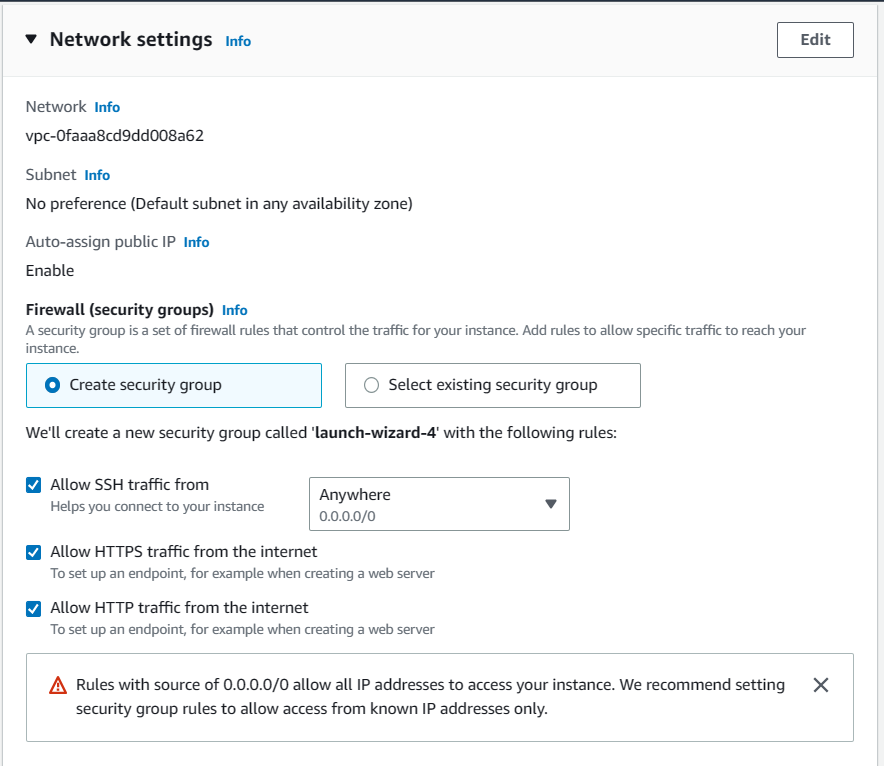 Network settings Info
Edit
Network Info
vpc-0faaa8cd9dd008a62
Subnet Info
No preference (Default subnet in any availability zone)
Auto-assign public IP Info
Enable
Firewall (security groups) Info
A security group is a set of firewall rules that control the traffic for your instance. Add rules to allow specific traffic to reach your
instance.
Create security group
Select existing security group
We'll create a new security group called 'launch-wizard-4' with the following rules:
Allow SSH traffic from
Helps you connect to your instance
Anywhere
0.0.0.0/0
Allow HTTPS traffic from the internet
To set up an endpoint, for example when creating a web server
Allow HTTP traffic from the internet
To set up an endpoint, for example when creating a web server
Rules with source of 0.0.0.0/0 allow all IP addresses to access your instance. We recommend setting
security group rules to allow access from known IP addresses only.